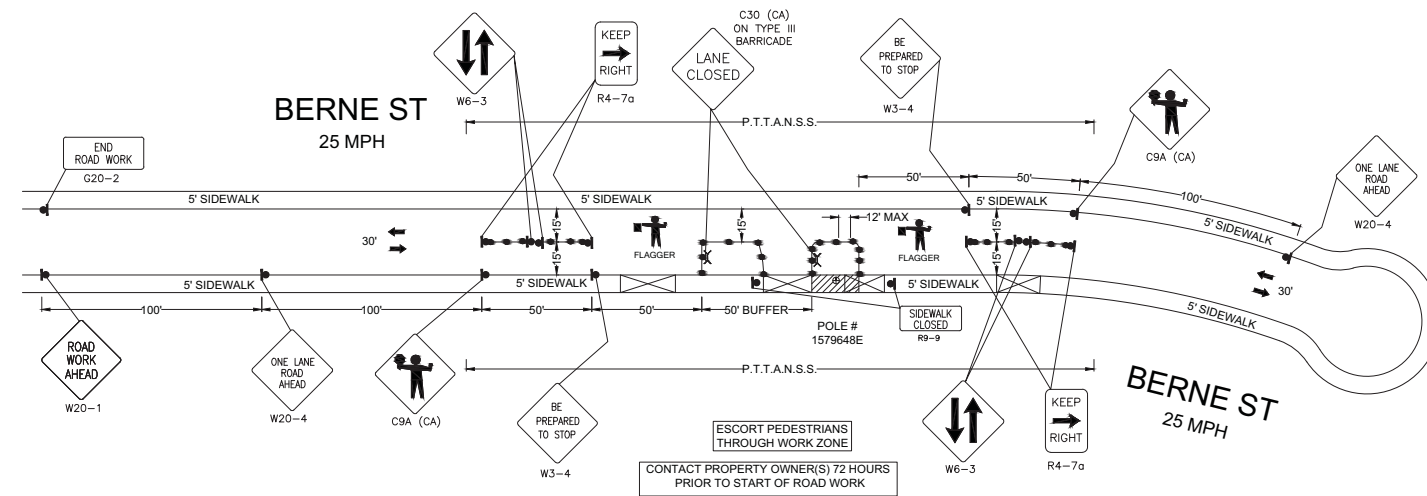 C30 (CA)
ON TYPE III
BARRICADE
KEEP
RIGHT
R4-7a
W6-3
LANE
CLOSED
BE
PREPARED
TO STOP
W3-4
BERNE ST
25 MPH
P.T.T.A.N.S.S.
C9A (CA)
END
ROAD WORK
G20-2
ONE LANE
ROAD
AHEAD
W20-4
50'
50'
100'
5' SIDEWALK
5' SIDEWALK
5' SIDEWALK
5' SIDEWALK
15'
15'
12' MAX
15'
30'
FLAGGER
FLAGGER
15'
15'
30'
5' SIDEWALK
5' SIDEWALK
5' SIDEWALK
5' SIDEWALK
100'
100'
50'
50'
50' BUFFER
POLE #
1579648E
SIDEWALK
CLOSED
R9-9
ROAD
WORK
AHEAD
W20-1
ONE LANE
ROAD
AHEAD
W20-4
C9A (CA)
P.T.T.A.N.S.S.
BE
PREPARED
TO STOP
W3-4
BERNE ST
25 MPH
W6-3
KEEP
RIGHT
R4-7a
ESCORT PEDESTRIANS
THROUGH WORK ZONE
CONTACT PROPERTY OWNER(S) 72 HOURS
PRIOR TO START OF ROAD WORK